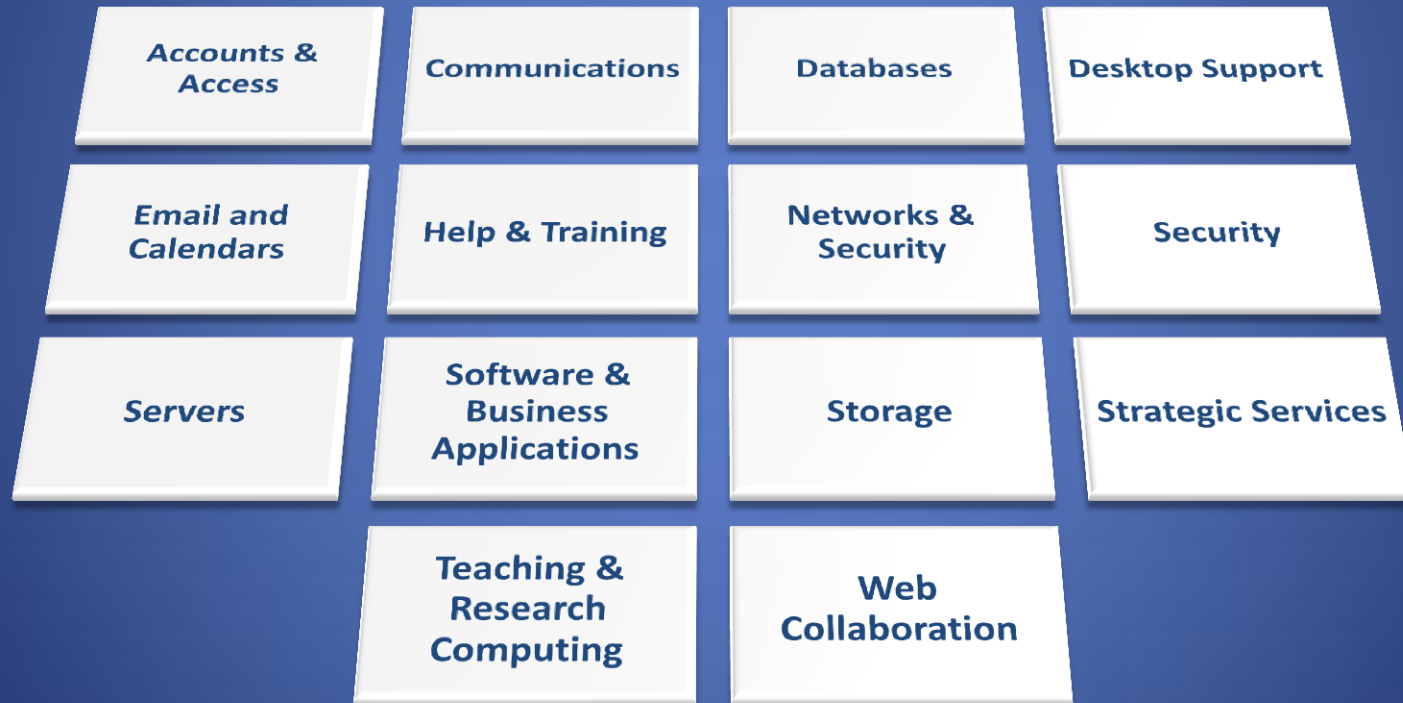 Accounts &
Access
Communications
Databases
Desktop Support
Email and
Calendars
Help & Training
Networks &
Security
Security
Servers
Software &
Business
Applications
Storage
Strategic Services
Teaching &
Research
Computing
Web
Collaboration